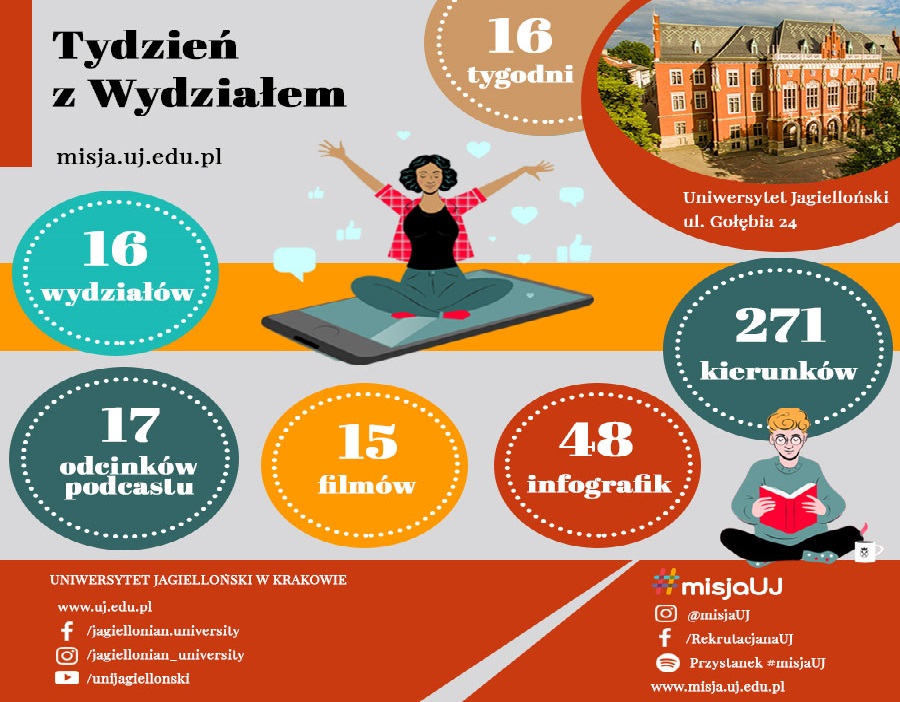 Tydzień
z Wydziałem
misja.uj.edu.pl
16
tygodni
Uniwersytet Jagielloński
ul. Gołębia 24
16
wydziałów
271
kierunków
17
odcinków
podcastu
15
filmów
48
infografik
UNIWERSYTET JAGIELLOŃSKI W KRAKOWIE
www.uj.edu.pl
/jagiellonian.university
/jagiellonian_university
/unijagiellonski
#misjaUJ
@misjaUJ
/RekrutacjanaUJ
Przystanek #misjaUJ
www.misja.uj.edu.pl